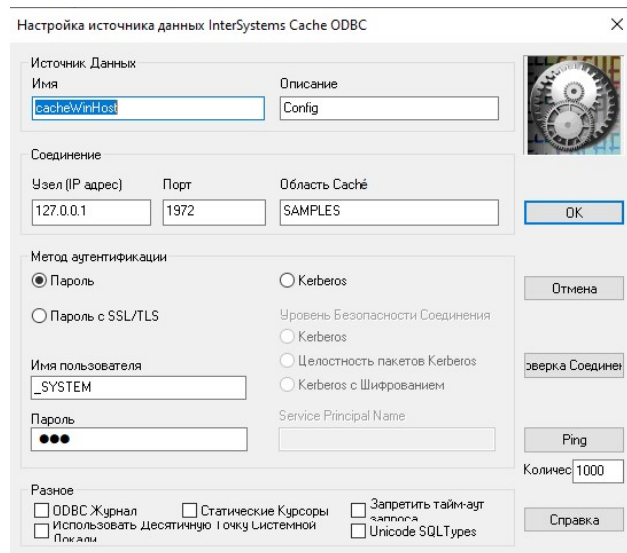 Настройка источника данных InterSystems Cache ODBC
Источник Данных
Имя
Описание
cacheWinHost
Config
Соединение
Узел (IP адрес)
Порт
Область Caché
127.0.0.1
1972
SAMPLES
OK
Метод аутентификации
Пароль
Kerberos
Отмена
Пароль с SSL/TLS
Уровень Безопасности Соединения
Kerberos
Имя пользователя
Целостность пакетов Kerberos
оверка Соединен
_SYSTEM
Kerberos с Шифрованием
Пароль
Service Principal Name
●●●
Ping
Количес
1000
Разное
ODBC Журнал
Статические Курсоры
Запретить тайм-аут
запроса
Использовать Десятичную Точку Системной
Локали
Unicode SQLTypes
Справка